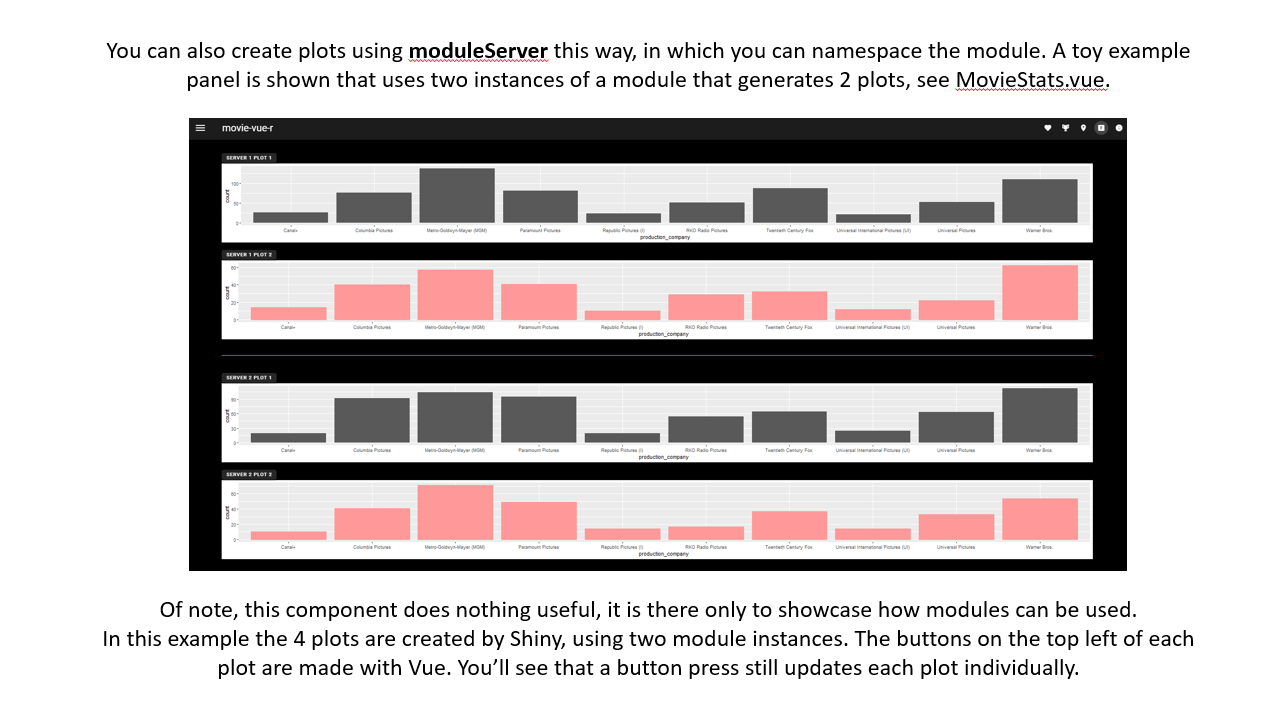 You can also create plots using moduleServer this way, in which you can namespace the module. A toy example
panel is shown that uses two instances of a module that generates 2 plots, see MovieStats.vue.
movie-vue-r
SERVER 1 PLOT 1
count
100
50
0
Canal+ Columbia Pictures Metro-Goldwyn-Mayer (MGM) Paramount Pictures Republic Pictures (I) RKO Radio Pictures Twentieth Century Fox Universal International Pictures (UI) Universal Pictures Warner Bros.
production_company
SERVER 1 PLOT 2
count
60
40
20
0
Canal+ Columbia Pictures Metro-Goldwyn-Mayer (MGM) Paramount Pictures Republic Pictures (I) RKO Radio Pictures Twentieth Century Fox Universal International Pictures (UI) Universal Pictures Warner Bros.
production_company
SERVER 2 PLOT 1
count
90
60
30
0
Canal+ Columbia Pictures Metro-Goldwyn-Mayer (MGM) Paramount Pictures Republic Pictures (I) RKO Radio Pictures Twentieth Century Fox Universal International Pictures (UI) Universal Pictures Warner Bros.
production_company
SERVER 2 PLOT 2
count
60
40
20
0
Canal+ Columbia Pictures Metro-Goldwyn-Mayer (MGM) Paramount Pictures Republic Pictures (I) RKO Radio Pictures Twentieth Century Fox Universal International Pictures (UI) Universal Pictures Warner Bros.
production_company
Of note, this component does nothing useful, it is there only to showcase how modules can be used.
In this example the 4 plots are created by Shiny, using two module instances. The buttons on the top left of each
plot are made with Vue. You’ll see that a button press still updates each plot individually.